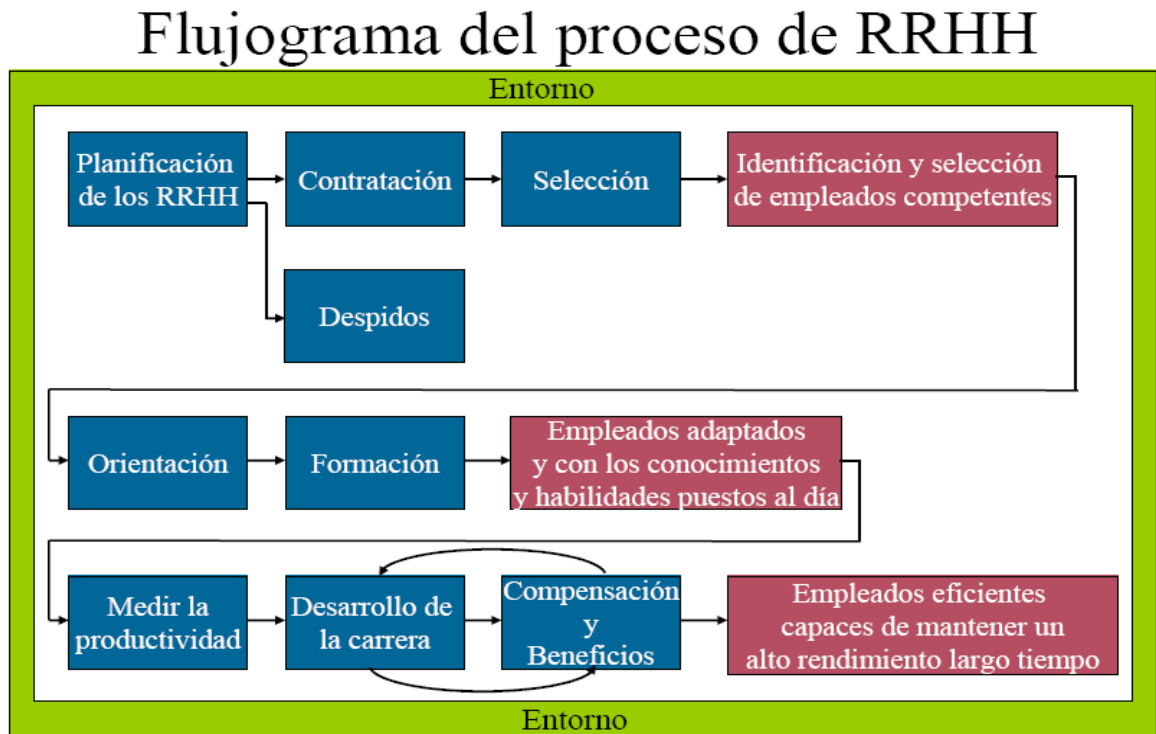 Flujograma del proceso de RRHH
Entorno
Planificación
de los RRHH
Contratación
Selección
Identificación y selección
de empleados competentes
Despidos
Orientación
Formación
Empleados adaptados
y con los conocimientos
y habilidades puestos al día
Medir la
productividad
Desarrollo de
la carrera
Compensación
y
Beneficios
Empleados eficientes
capaces de mantener un
alto rendimiento largo tiempo
Entorno